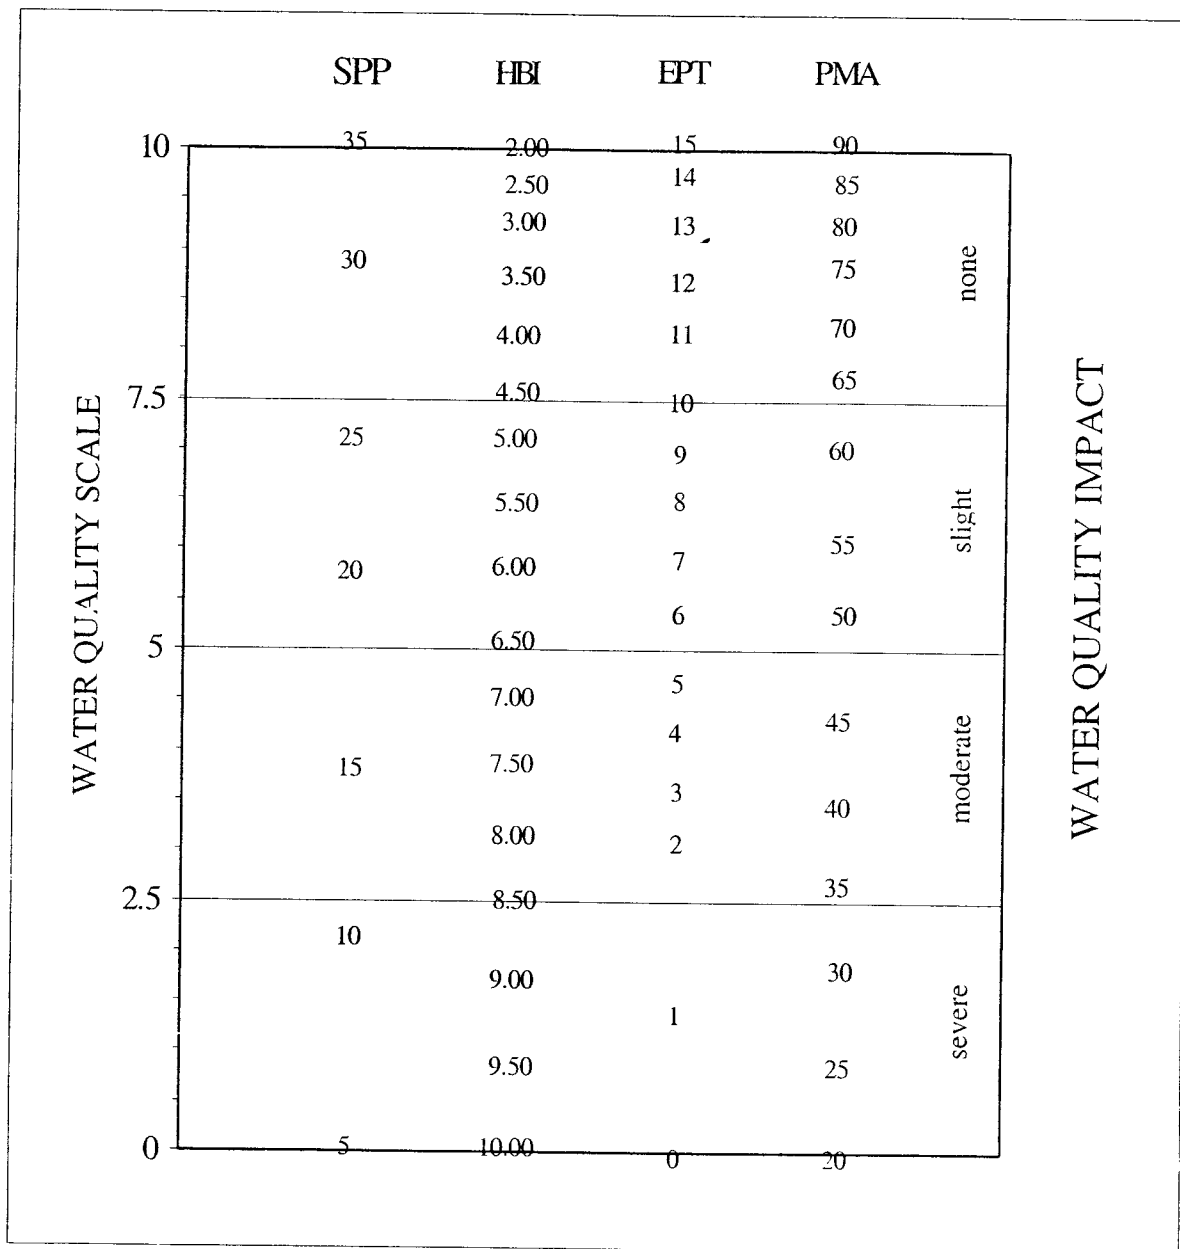 SPP HBI EPT PMA
10 35 2.00 15 90
2.50 14 85
3.00 13 80
30 3.50 12 75 none
4.00 11 70
65
7.5 4.50 10
25 5.00 9 60
5.50 8 slight
55
20 6.00 7
6 50
5 6.50
7.00 5
4 45
15 7.50 moderate
3 40
8.00 2
35
2.5 8.50
10
9.00 30
1 severe
9.50 25
0 5 10.00 0 20
WATER QUALITY SCALE
WATER QUALITY IMPACT